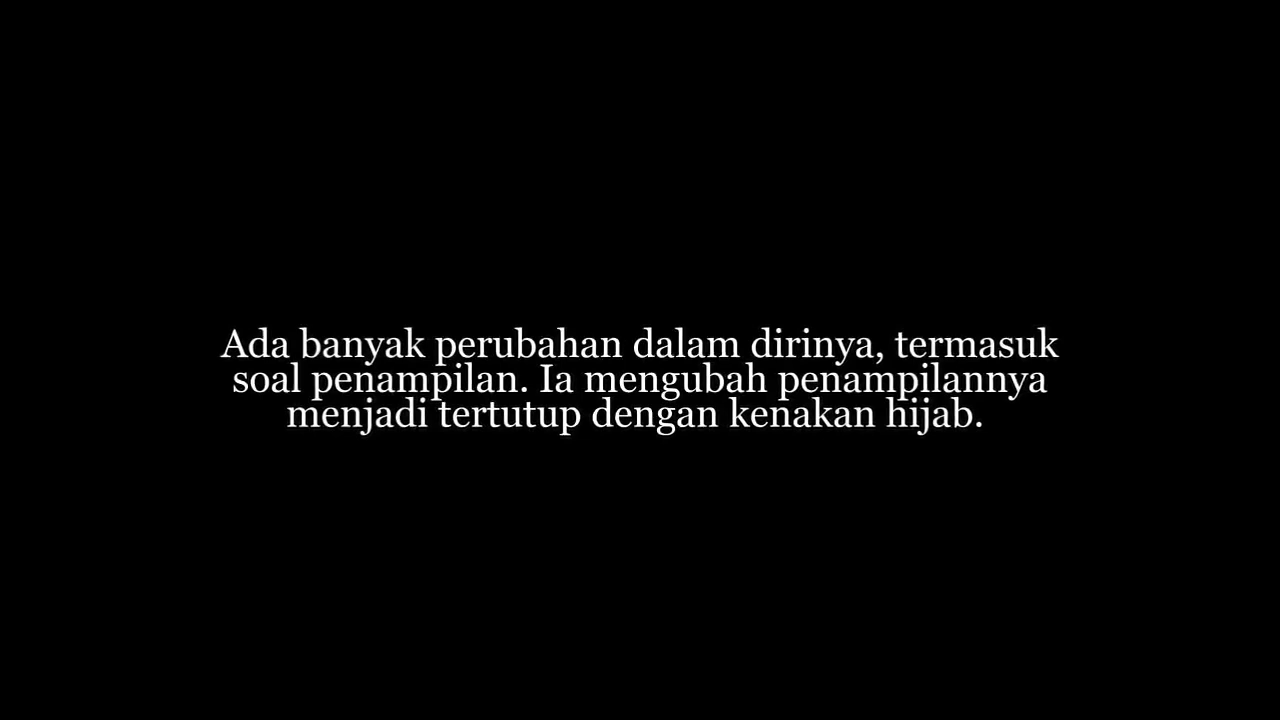 Ada banyak perubahan dalam dirinya, termasuk
soal penampilan. Ia mengubah penampilannya
menjadi tertutup dengan kenakan hijab.